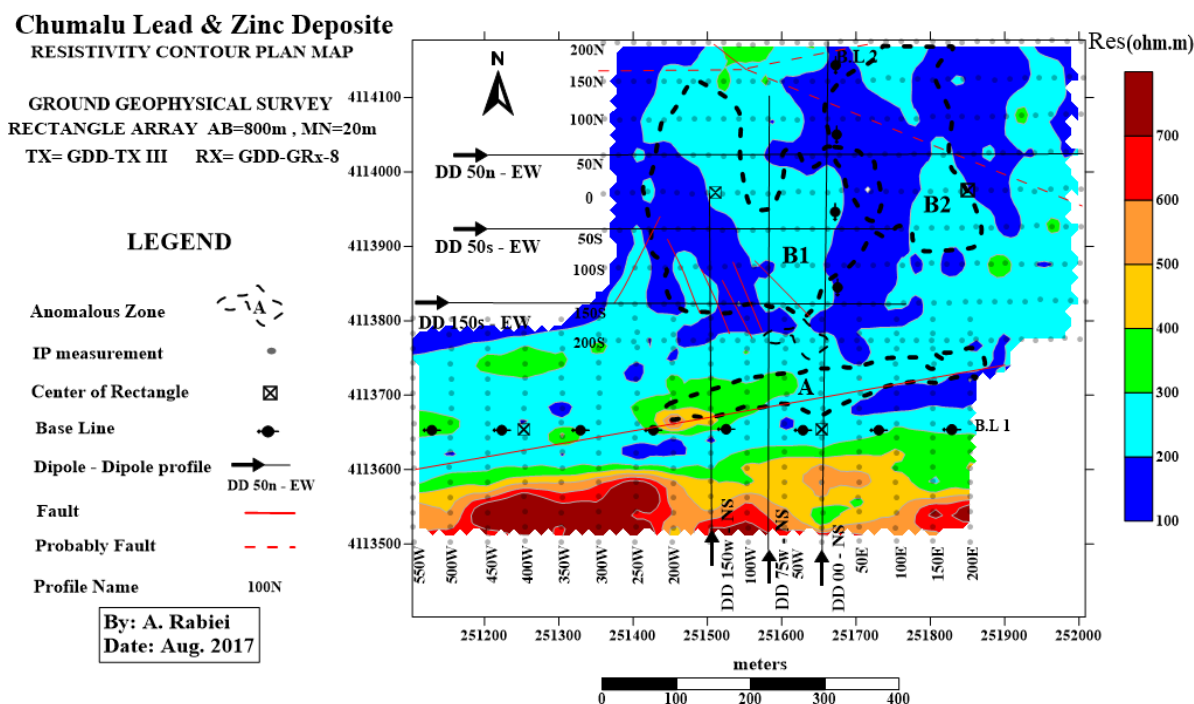 Chumalu Lead & Zinc Deposite
RESISTIVITY CONTOUR PLAN MAP
GROUND GEOPHYSICAL SURVEY
RECTANGLE ARRAY AB=800m , MN=20m
TX= GDD-TX III RX= GDD-GRx-8
LEGEND
Anomalous Zone
A
IP measurement
Center of Rectangle
Base Line
Dipole - Dipole profile
DD 50n - EW
Fault
Probably Fault
Profile Name
100N
By: A. Rabiei
Date: Aug. 2017
N
4114100
4114000
4113900
4113800
4113700
4113600
4113500
200N
150N
100N
50N
0
50S
100S
150S
200S
DD 50n - EW
DD 50s - EW
DD 150s - EW
B.L 2
B2
B1
A
B.L 1
550W
500W
450W
400W
200W
DD 150w - NS
100W
DD 75W - NS
50W
DD 00 - NS
50E
100E
150E
200E
251200
251300
251400
251500
251600
251700
251800
251900
252000
meters
0
100
200
300
400
Res(ohm.m)
700
600
500
400
300
200
100